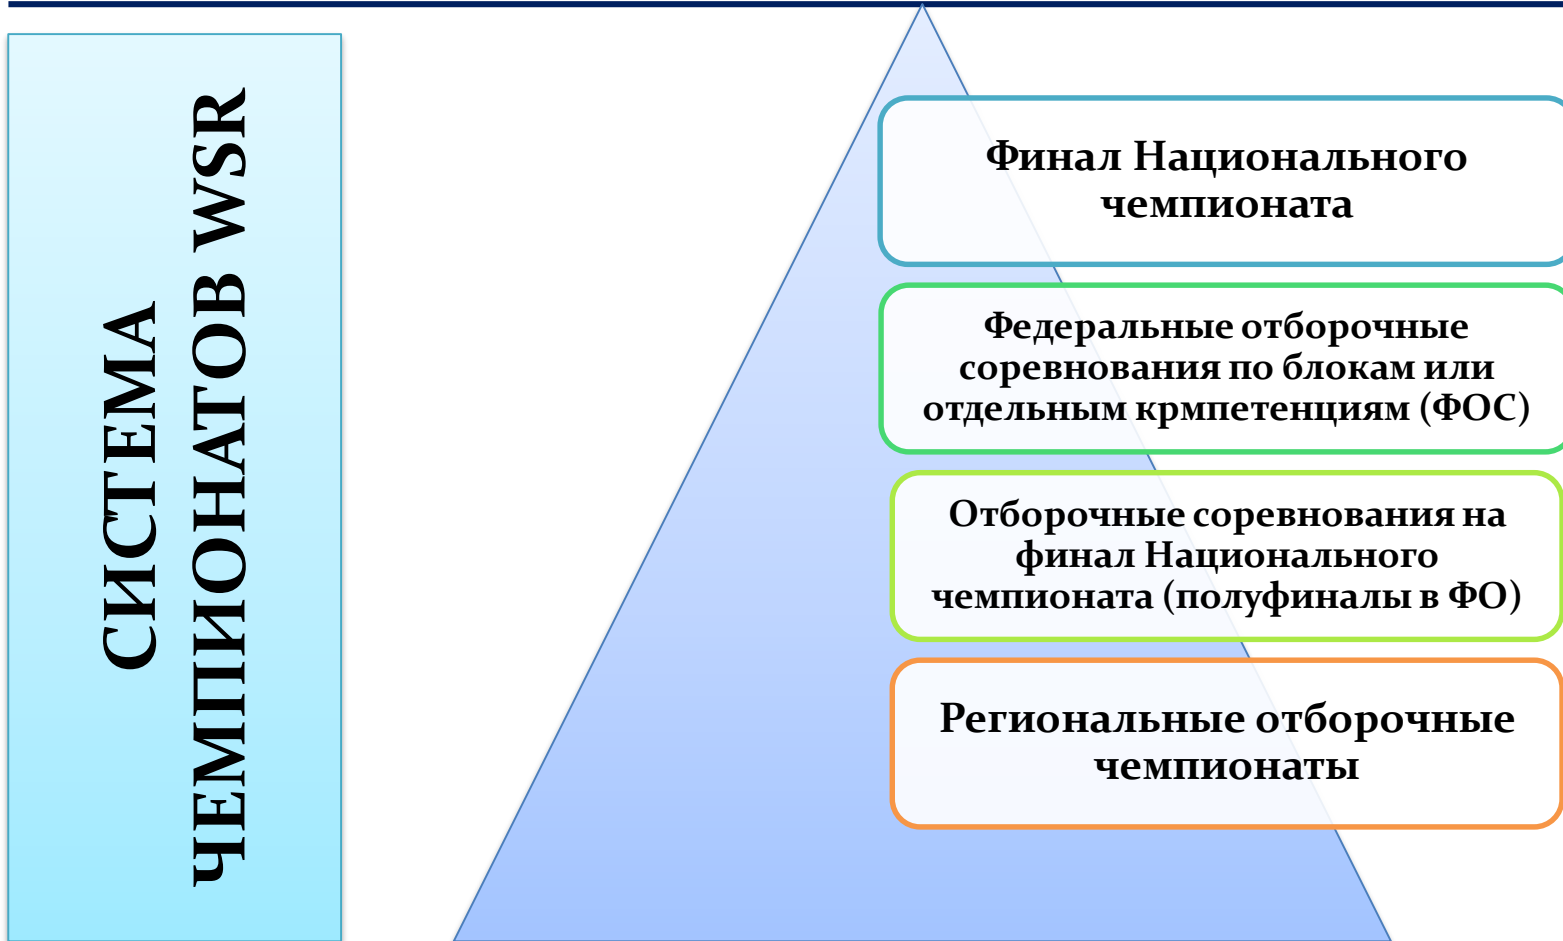 СИСТЕМА
ЧЕМПИОНАТОВ WSR
Финал Национального
чемпионата
Федеральные отборочные
соревнования по блокам или
отдельным крмпетенциям (ФОС)
Отборочные соревнования на
финал Национального
чемпионата (полуфиналы в ФО)
Региональные отборочные
чемпионаты